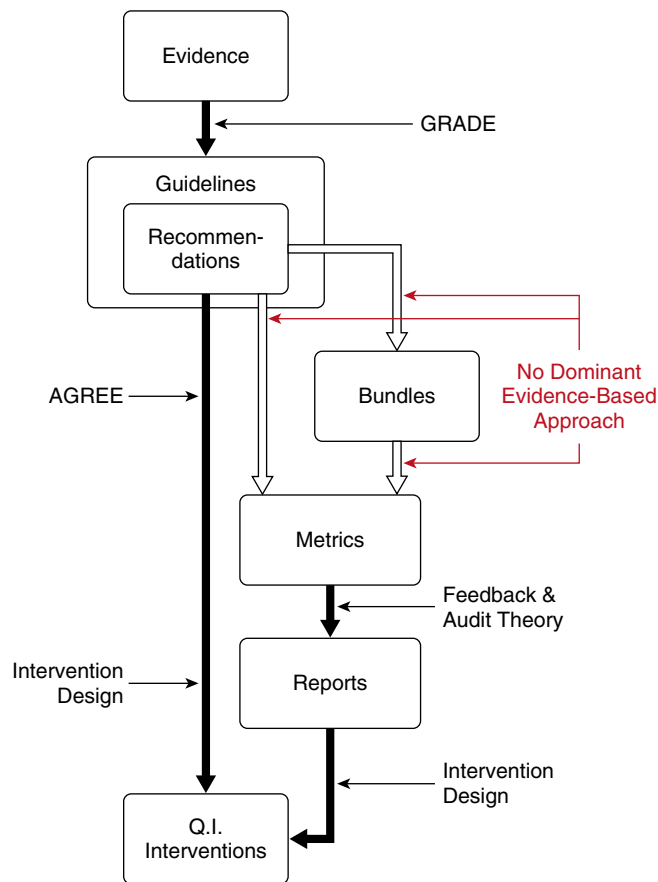 Evidence
GRADE
Guidelines
Recommen-
dations
AGREE
Bundles
No Dominant
Evidence-Based
Approach
Metrics
Feedback &
Audit Theory
Intervention
Design
Reports
Intervention
Design
Q.I.
Interventions